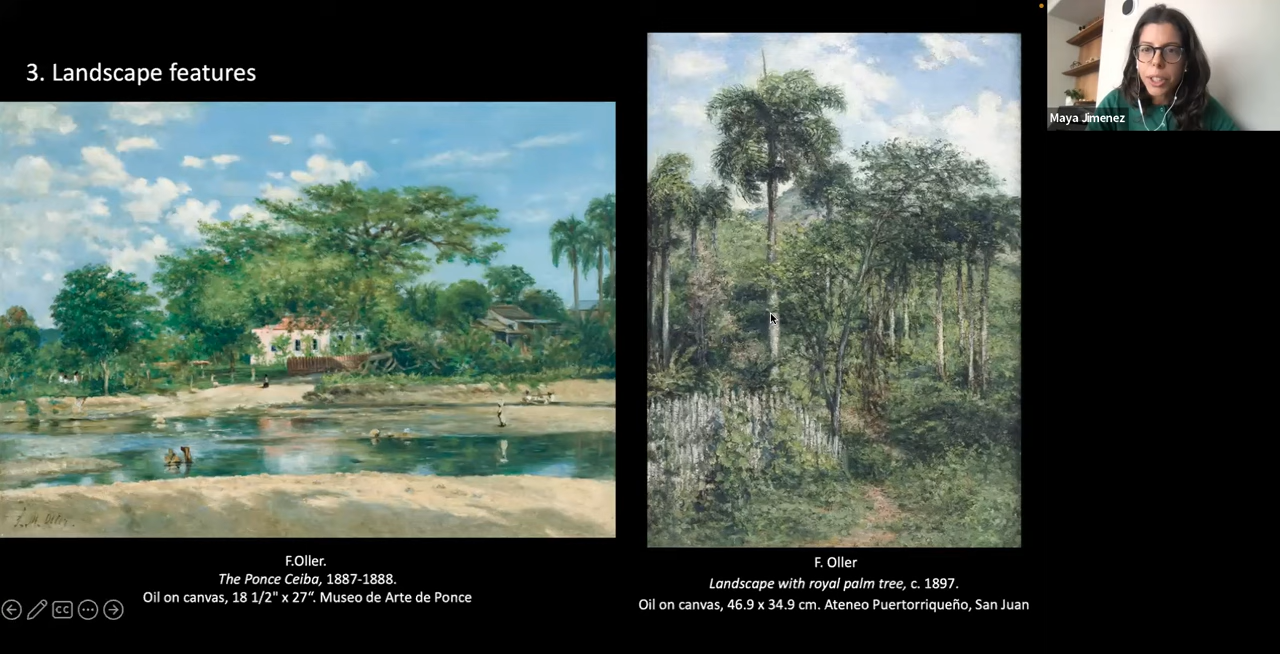 3. Landscape features
Maya Jimenez
F.Oller.
The Ponce Ceiba, 1887-1888.
Oil on canvas, 18 1/2" x 27“. Museo de Arte de Ponce
F. Oller
Landscape with royal palm tree, c. 1897.
Oil on canvas, 46.9 x 34.9 cm. Ateneo Puertorriqueño, San Juan
CC